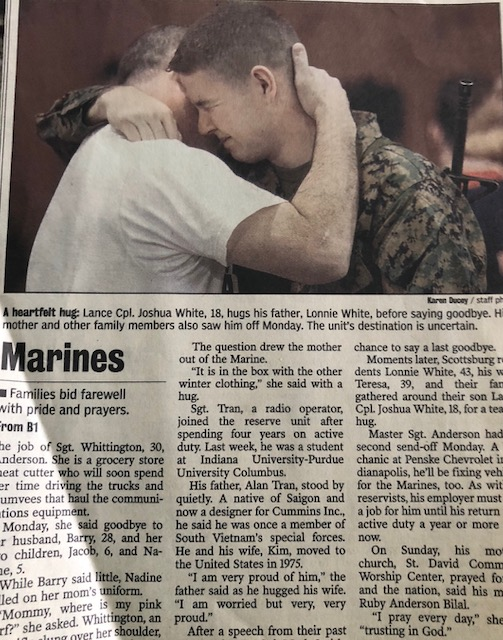 Karen Ducey / staff ph
A heartfelt hug: Lance Cpl. Joshua White, 18, hugs his father, Lonnie White, before saying goodbye. Hi
mother and other family members also saw him off Monday. The unit's destination is uncertain.
Marines
■ Families bid farewell
with pride and prayers.
From B1
he job of Sgt. Whittington, 30,
Anderson. She is a grocery store
neat cutter who will soon spend
er time driving the trucks and
umvees that haul the communi-
ations equipment.
Monday, she said goodbye to
r husband, Barry, 28, and her
o children, Jacob, 6, and Na-
ne, 5.
While Barry said little, Nadine
lled on her mom's uniform.
"Mommy, where is my pink
rf?" she asked. Whittington, an
slung over her shoulder,
The question drew the mother
out of the Marine.
"It is in the box with the other
winter clothing," she said with a
hug.
Sgt. Tran, a radio operator,
joined the reserve unit after
spending four years on active
duty. Last week, he was a student
at Indiana University-Purdue
University Columbus.
His father, Alan Tran, stood by
quietly. A native of Saigon and
now a designer for Cummins Inc.,
he said he was once a member of
South Vietnam's special forces.
He and his wife, Kim, moved to
the United States in 1975.
"I am very proud of him," the
father said as he hugged his wife.
"I am worried but very, very
proud."
After a speech from their past
chance to say a last goodbye.
Moments later, Scottsburg r
dents Lonnie White, 43, his w
Teresa, 39, and their fan
gathered around their son La
Cpl. Joshua White, 18, for a tea
hug.
Master Sgt. Anderson had
second send-off Monday. A
chanic at Penske Chevrolet i
dianapolis, he'll be fixing veh
for the Marines, too. As wit
reservists, his employer must
a job for him until his return
active duty a year or more
now.
On Sunday, his mo
church, St. David Comm
Worship Center, prayed fo
and the nation, said his m
Ruby Anderson Bilal.
"I pray every day," sh
"trusting in God."